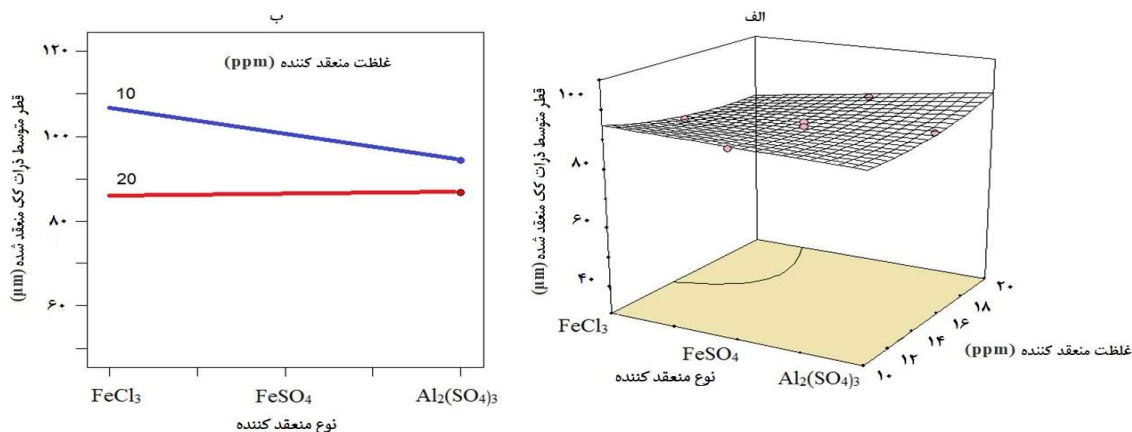 ب
۱۲۰
۱۰۰
۸۰
۶۰
قطر متوسط ذرات کک منعقد شده (µm)
غلظت منعقد کننده (ppm)
10
20
FeCl₃
FeSO₄
Al₂(SO₄)₃
نوع منعقد کننده
الف
۱۰۰
۸۰
۶۰
۴۰
قطر متوسط ذرات کک منعقد شده (µm)
FeCl₃
FeSO₄
Al₂(SO₄)₃
نوع منعقد کننده
۱۰
۱۲
۱۴
۱۶
۱۸
۲۰
غلظت منعقد کننده (ppm)